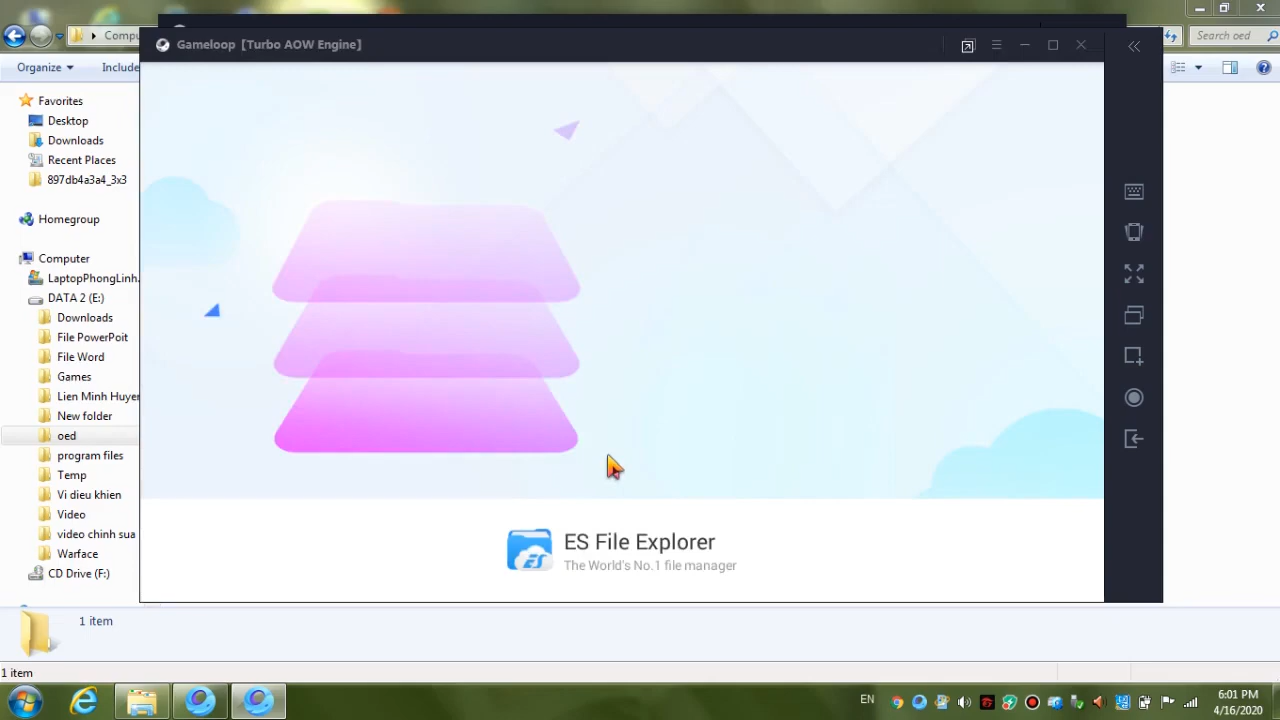 Gameloop [Turbo AOW Engine]
Compu
Search oed
Organize
Include
Favorites
Desktop
Downloads
Recent Places
897db4a3a4_3x3
Homegroup
Computer
LaptopPhongLinh.
DATA 2 (E:)
Downloads
File PowerPoit
File Word
Games
Lien Minh Huyen
New folder
oed
program files
Temp
Vi dieu khien
Video
video chinh sua
Warface
CD Drive (F:)
ES File Explorer
The World's No.1 file manager
1 item
1 item
EN
6:01 PM
4/16/2020